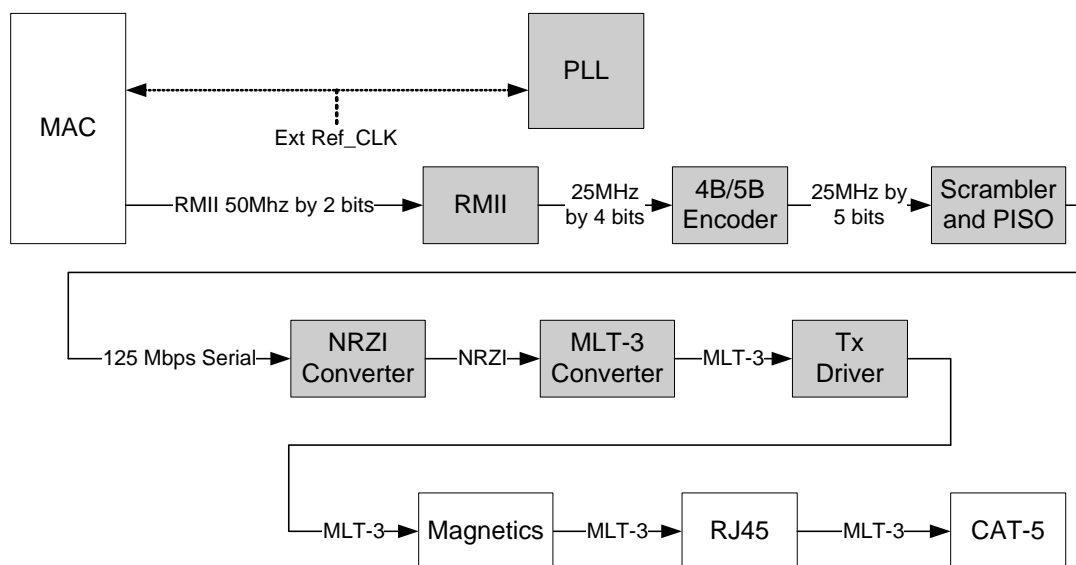 PLL
MAC
Ext Ref_CLK
RMII 50Mhz by 2 bits
RMII
25MHz
by 4 bits
4B/5B
Encoder
25MHz by
5 bits
Scrambler
and PISO
125 Mbps Serial
NRZI
Converter
NRZI
MLT-3
Converter
MLT-3
Tx
Driver
MLT-3
Magnetics
MLT-3
RJ45
MLT-3
CAT-5